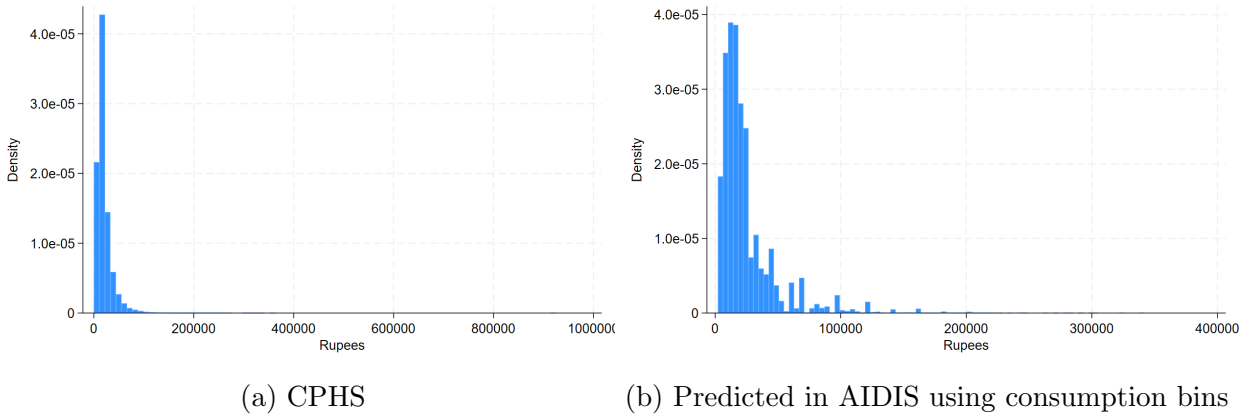 4.0e-05
3.0e-05
2.0e-05
1.0e-05
0
Density
0 200000 400000 600000 800000 100000
Rupees
(a) CPHS
4.0e-05
3.0e-05
2.0e-05
1.0e-05
0
Density
0 100000 200000 300000 400000
Rupees
(b) Predicted in AIDIS using consumption bins